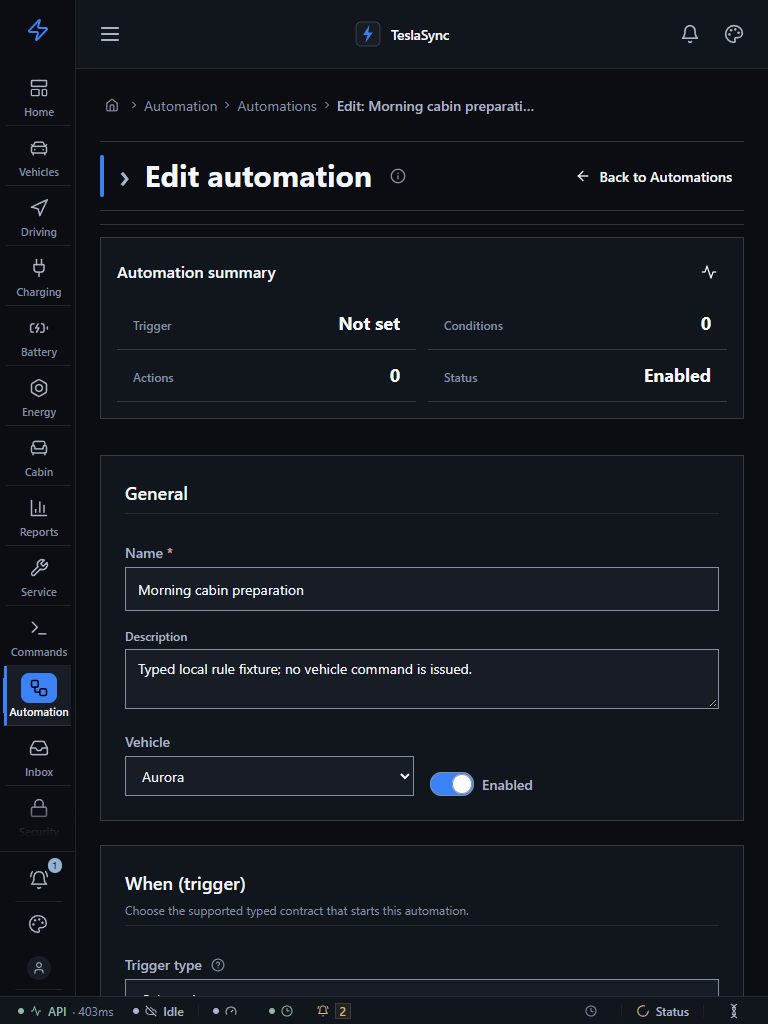 TeslaSync
Home
Vehicles
Driving
Charging
Battery
Energy
Cabin
Reports
Service
Commands
Automation
Inbox
Security
1
Automation
Automations
Edit: Morning cabin preparati...
Edit automation
Back to Automations
Automation summary
Trigger Not set
Conditions 0
Actions 0
Status Enabled
General
Name *
Morning cabin preparation
Description
Typed local rule fixture; no vehicle command is issued.
Vehicle
Aurora
Enabled
When (trigger)
Choose the supported typed contract that starts this automation.
Trigger type
API · 403ms
Idle
2
Status